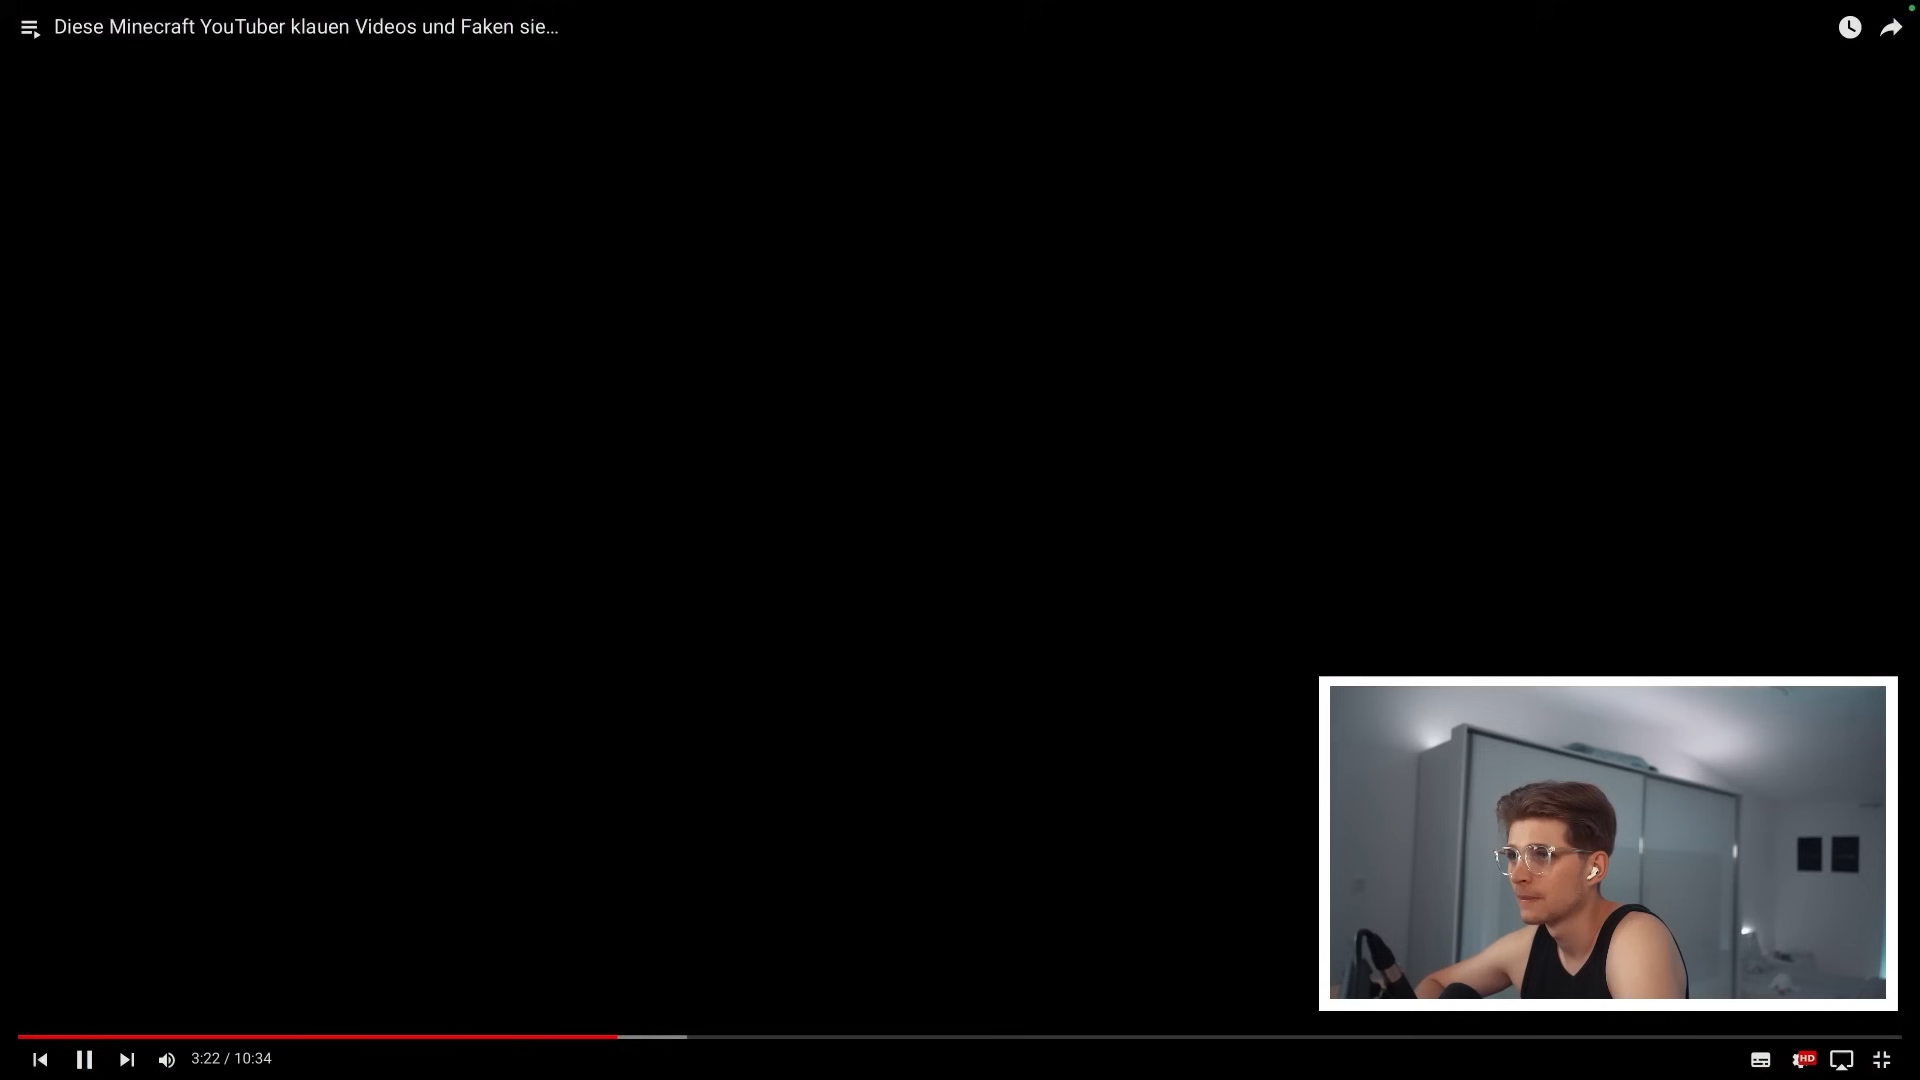 Diese Minecraft YouTuber klauen Videos und Faken sie...
3:22 / 10:34
HD